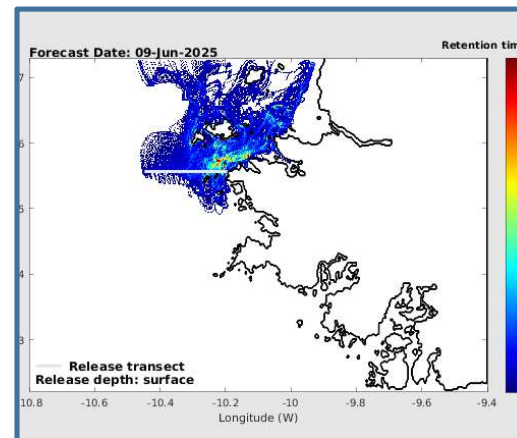 Forecast Date: 09-Jun-2025
Retention tim
7
6
5
4
3
Release transect
Release depth: surface
10.8 -10.6 -10.4 -10.2 -10 -9.8 -9.6 -9.4
Longitude (W)